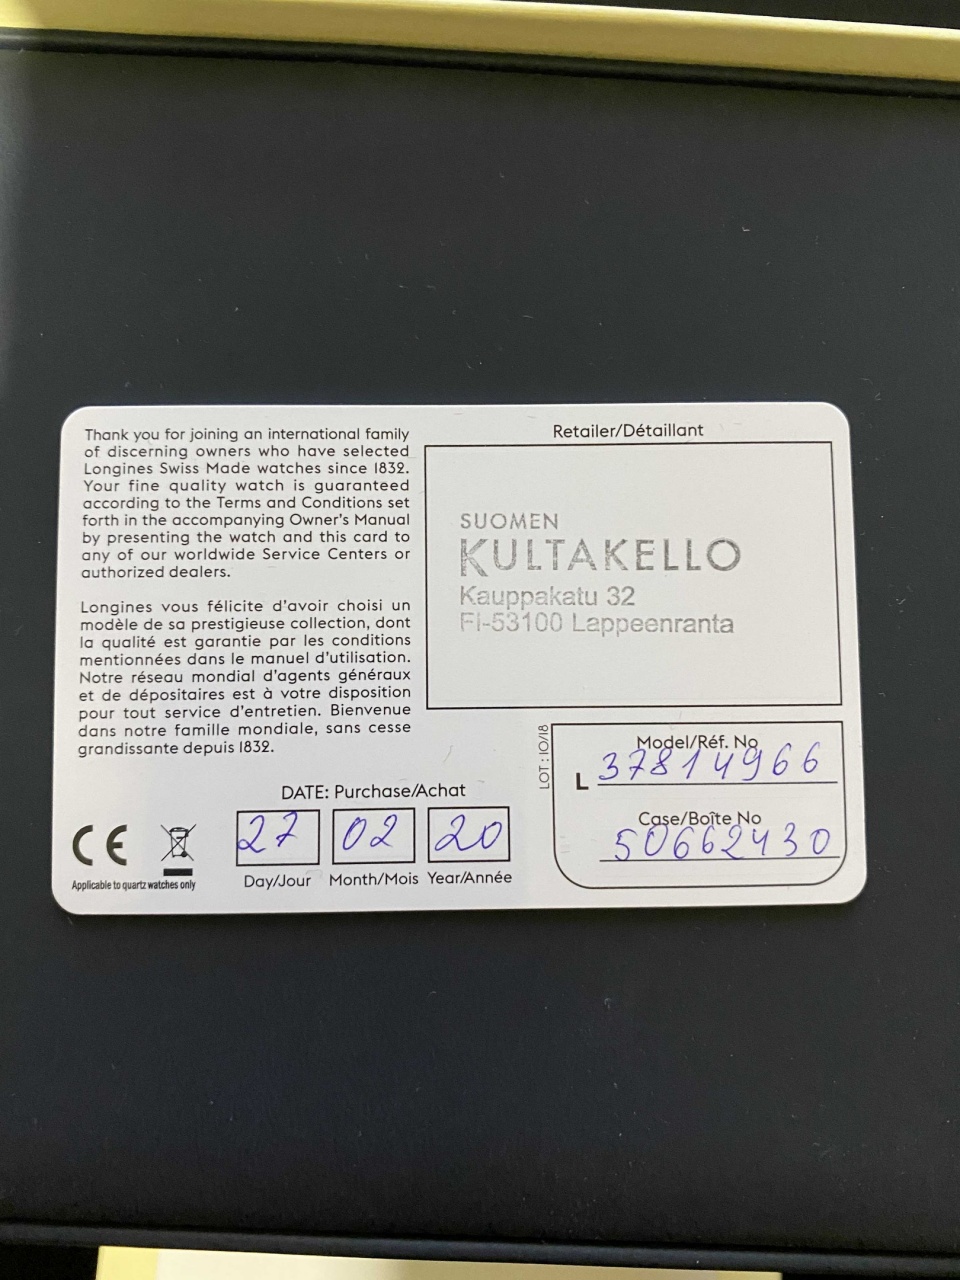 Thank you for joining an international family
of discerning owners who have selected
Longines Swiss Made watches since 1832.
Your fine quality watch is guaranteed
according to the Terms and Conditions set
forth in the accompanying Owner's Manual
by presenting the watch and this card to
any of our worldwide Service Centers or
authorized dealers.
Longines vous félicite d'avoir choisi un
modèle de sa prestigieuse collection, dont
la qualité est garantie par les conditions
mentionnées dans le manuel d'utilisation.
Notre réseau mondial d'agents généraux
et de dépositaires est à votre disposition
pour tout service d'entretien. Bienvenue
dans notre famille mondiale, sans cesse
grandissante depuis 1832.
Retailer/Détaillant
SUOMEN
KULTAKELLO
Kauppakatu 32
FI-53100 Lappeenranta
LOT: 10/18
Model/Réf. No
L 37814966
Case/Boîte No
50662430
DATE: Purchase/Achat
27 02 20
Day/Jour Month/Mois Year/Année
CE
Applicable to quartz watches only